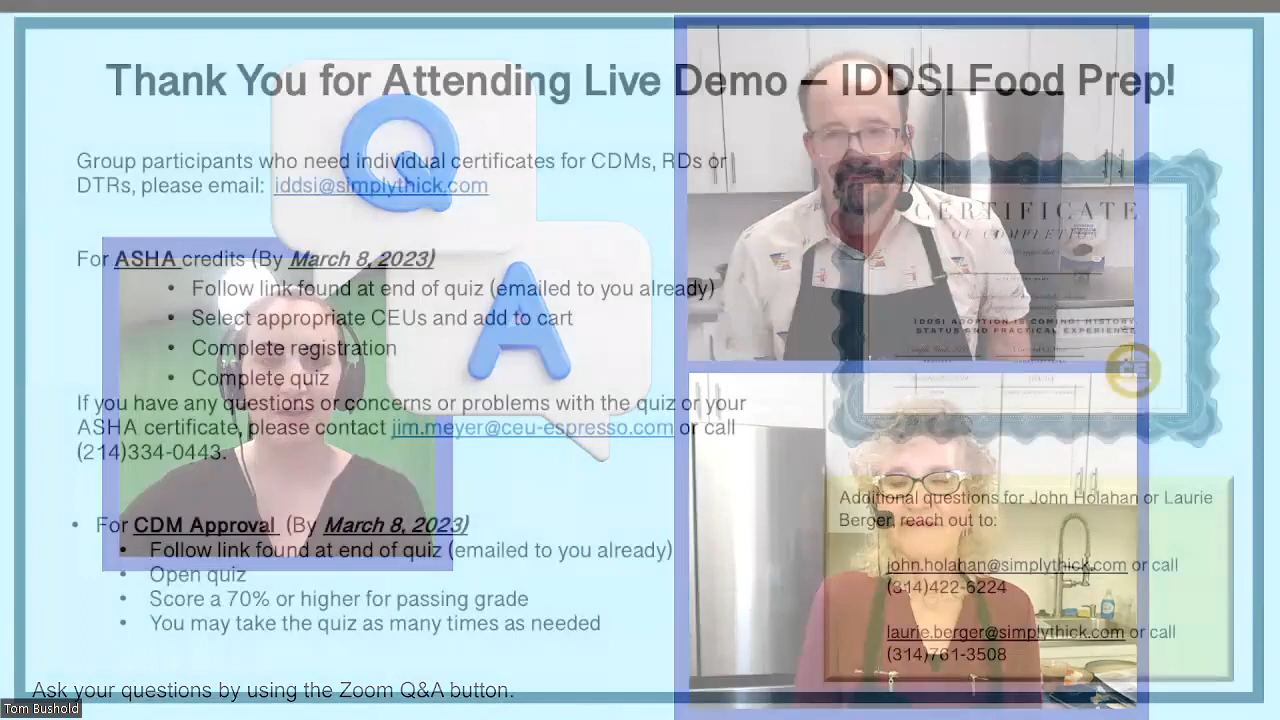 Thank You for Attending Live Demo – IDDSI Food Prep!
Group participants who need individual certificates for CDMs, RDs or
DTRs, please email: iddsi@simplythick.com
For ASHA credits (By March 8, 2023)
• Follow link found at end of quiz (emailed to you already)
• Select appropriate CEUs and add to cart
• Complete registration
• Complete quiz
If you have any questions or concerns or problems with the quiz or your
ASHA certificate, please contact jim.meyer@ceu-espresso.com or call
(214)334-0443.
• For CDM Approval (By March 8, 2023)
• Follow link found at end of quiz (emailed to you already)
• Open quiz
• Score a 70% or higher for passing grade
• You may take the quiz as many times as needed
Ask your questions by using the Zoom Q&A button.
Tom Bushold
Q
A
CERTIFICATE
OF COMPLETION
IDDSI ADOPTION IS COMING! HISTORY,
STATUS AND PRACTICAL EXPERIENCE
CE
Additional questions for John Holahan or Laurie
Berger, reach out to:
john.holahan@simplythick.com or call
(314)422-6224
laurie.berger@simplythick.com or call
(314)761-3508